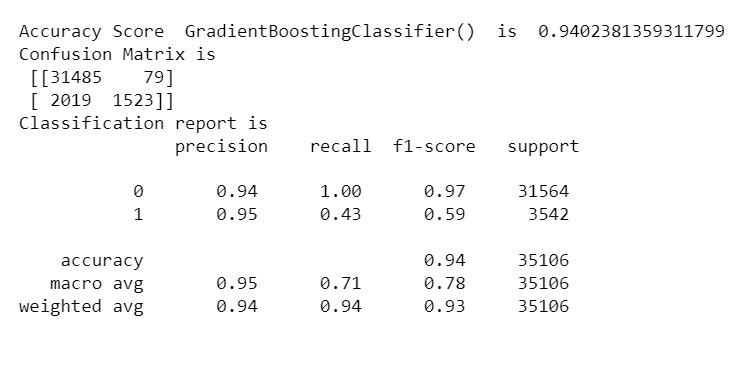 Accuracy Score  GradientBoostingClassifier()  is  0.9402381359311799
Confusion Matrix is
 [[31485    79]
 [ 2019  1523]]
Classification report is
               precision    recall  f1-score   support

           0       0.94      1.00      0.97     31564
           1       0.95      0.43      0.59      3542

    accuracy                           0.94     35106
   macro avg       0.95      0.71      0.78     35106
weighted avg       0.94      0.94      0.93     35106